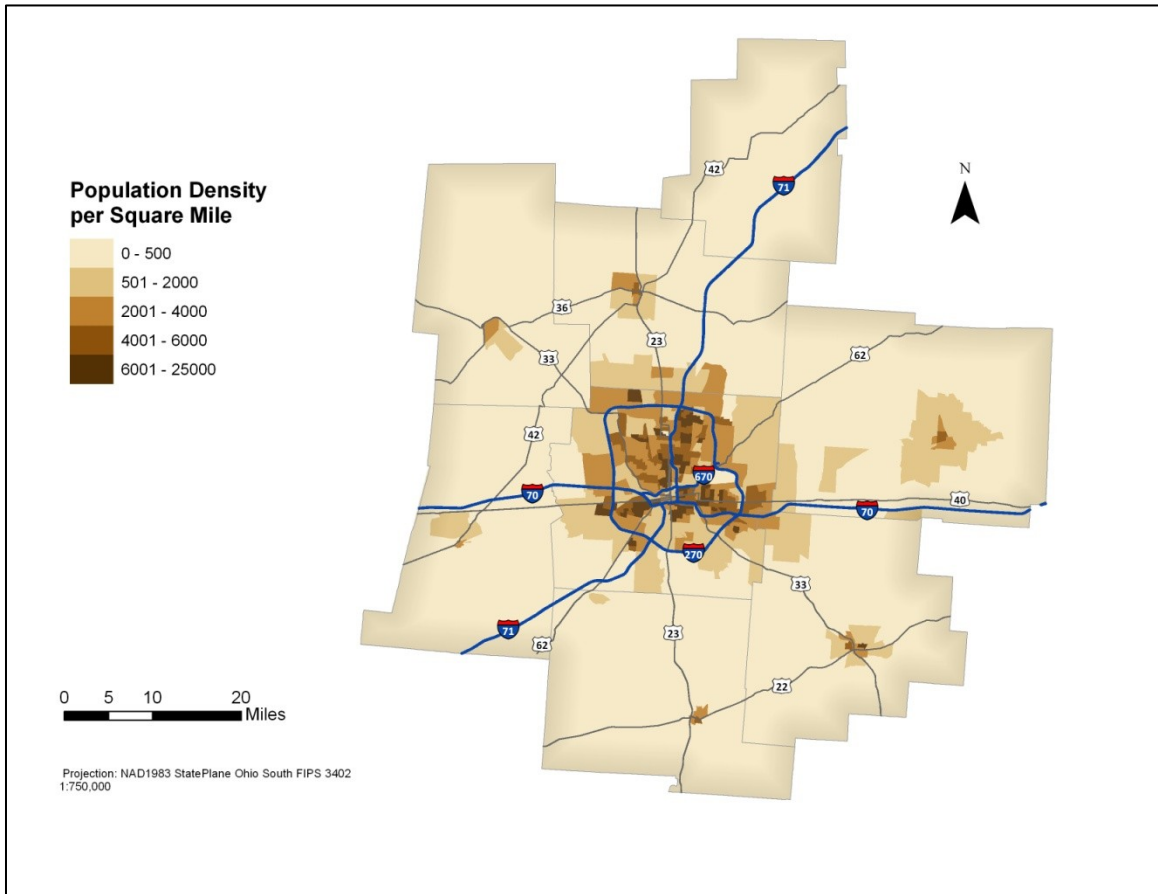 Population Density
per Square Mile
0 - 500
501 - 2000
2001 - 4000
4001 - 6000
6001 - 25000
N
42
71
36
23
33
62
42
670
70
40
70
270
33
71
62
23
22
0 5 10 20
Miles
Projection: NAD1983 StatePlane Ohio South FIPS 3402
1:750,000